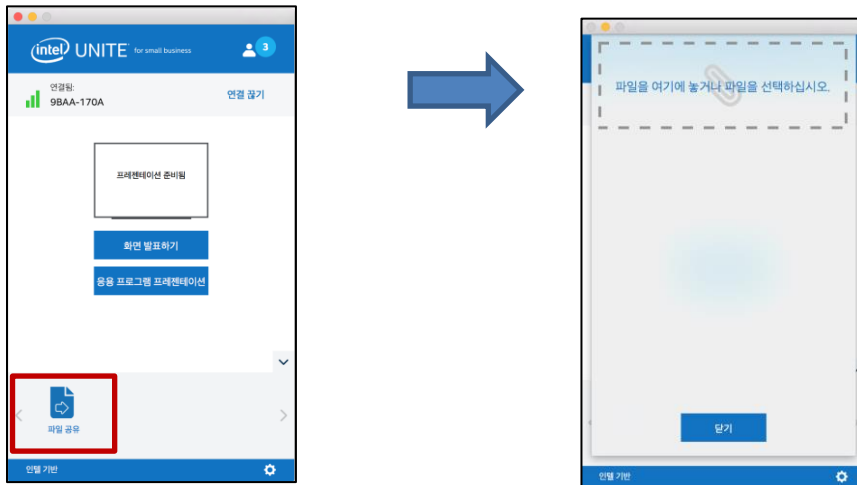 intel UNITE for small business
3
연결됨:
9BAA-170A
연결 끊기
프레젠테이션 준비됨
화면 발표하기
응용 프로그램 프레젠테이션
파일 공유
인텔 기반
파일을 여기에 놓거나 파일을 선택하십시오.
닫기
인텔 기반